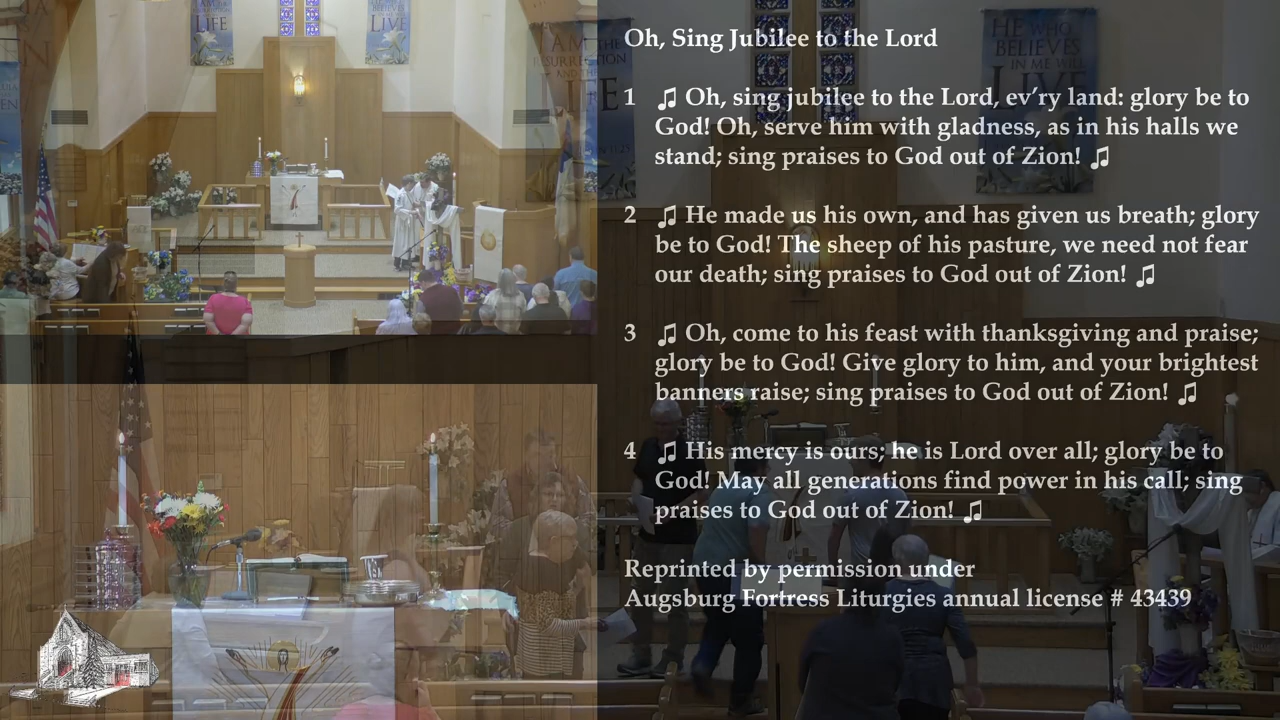 LIFE
LIVE
I AM THE
RESURRECTION
AND THE
HE WHO
BELIEVES
IN ME WILL
LIVE
Oh, Sing Jubilee to the Lord
1 ♫ Oh, sing jubilee to the Lord, ev’ry land: glory be to
God! Oh, serve him with gladness, as in his halls we
stand; sing praises to God out of Zion! ♫
2 ♫ He made us his own, and has given us breath; glory
be to God! The sheep of his pasture, we need not fear
our death; sing praises to God out of Zion! ♫
3 ♫ Oh, come to his feast with thanksgiving and praise;
glory be to God! Give glory to him, and your brightest
banners raise; sing praises to God out of Zion! ♫
4 ♫ His mercy is ours; he is Lord over all; glory be to
God! May all generations find power in his call; sing
praises to God out of Zion! ♫
Reprinted by permission under
Augsburg Fortress Liturgies annual license # 43439